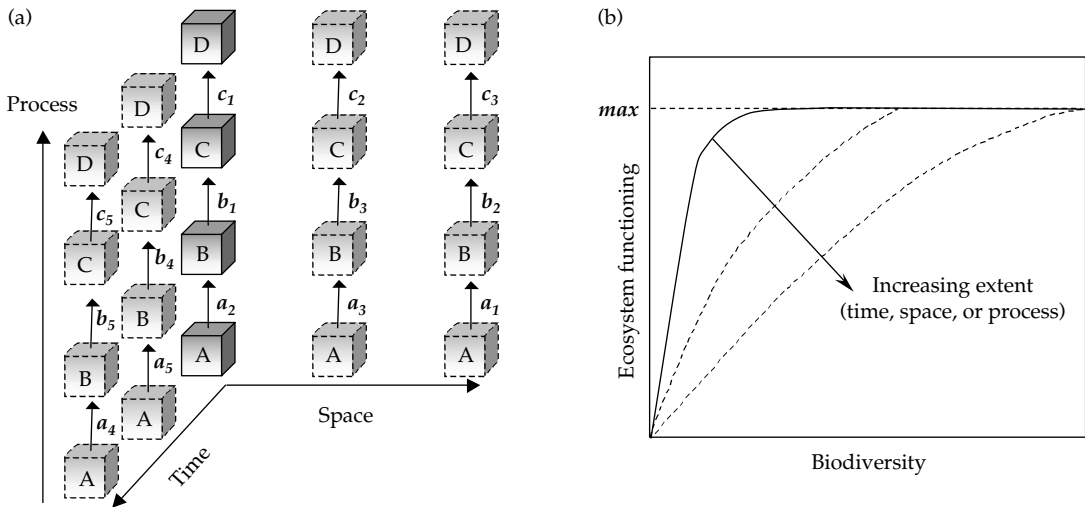 (a)
Process
D
D
D
D
D
c1
c2
c3
c4
c5
C
C
C
C
C
b1
b3
b2
b4
b5
B
B
B
B
B
a2
a3
a1
a5
a4
A
A
A
A
A
Space
Time
(b)
max
Ecosystem functioning
Increasing extent
(time, space, or process)
Biodiversity